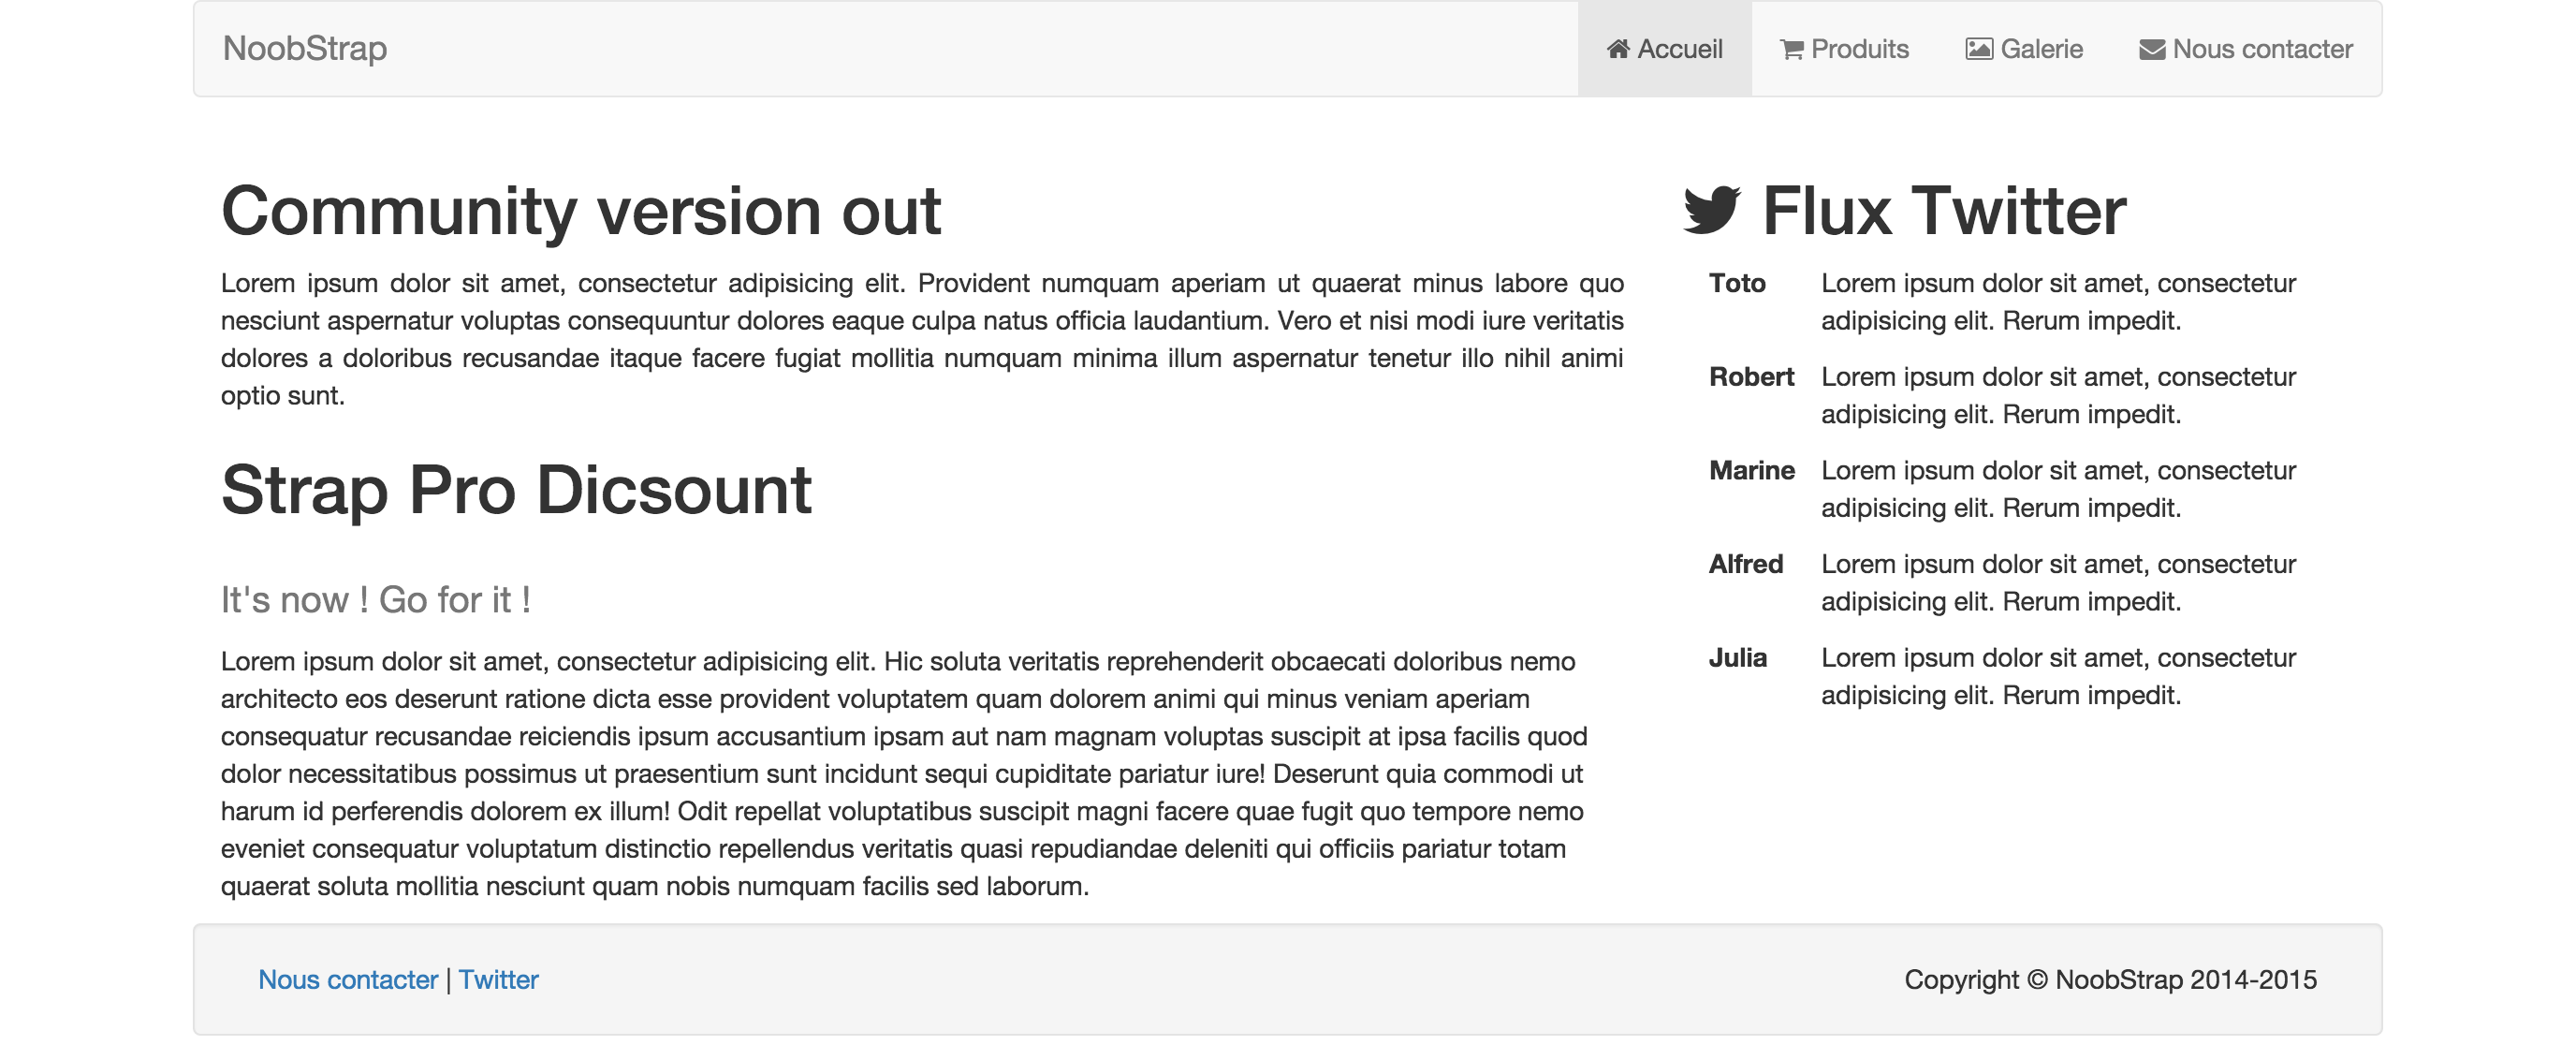 NoobStrap
Accueil
Produits
Galerie
Nous contacter
Community version out
Lorem ipsum dolor sit amet, consectetur adipisicing elit. Provident numquam aperiam ut quaerat minus labore quo
nesciunt aspernatur voluptas consequuntur dolores eaque culpa natus officia laudantium. Vero et nisi modi iure veritatis
dolores a doloribus recusandae itaque facere fugiat mollitia numquam minima illum aspernatur tenetur illo nihil animi
optio sunt.
Strap Pro Dicsount
It's now ! Go for it !
Lorem ipsum dolor sit amet, consectetur adipisicing elit. Hic soluta veritatis reprehenderit obcaecati doloribus nemo
architecto eos deserunt ratione dicta esse provident voluptatem quam dolorem animi qui minus veniam aperiam
consequatur recusandae reiciendis ipsum accusantium ipsam aut nam magnam voluptas suscipit at ipsa facilis quod
dolor necessitatibus possimus ut praesentium sunt incidunt sequi cupiditate pariatur iure! Deserunt quia commodi ut
harum id perferendis dolorem ex illum! Odit repellat voluptatibus suscipit magni facere quae fugit quo tempore nemo
eveniet consequatur voluptatum distinctio repellendus veritatis quasi repudiandae deleniti qui officiis pariatur totam
quaerat soluta mollitia nesciunt quam nobis numquam facilis sed laborum.
Flux Twitter
Toto Lorem ipsum dolor sit amet, consectetur
adipisicing elit. Rerum impedit.
Robert Lorem ipsum dolor sit amet, consectetur
adipisicing elit. Rerum impedit.
Marine Lorem ipsum dolor sit amet, consectetur
adipisicing elit. Rerum impedit.
Alfred Lorem ipsum dolor sit amet, consectetur
adipisicing elit. Rerum impedit.
Julia Lorem ipsum dolor sit amet, consectetur
adipisicing elit. Rerum impedit.
Nous contacter | Twitter
Copyright © NoobStrap 2014-2015